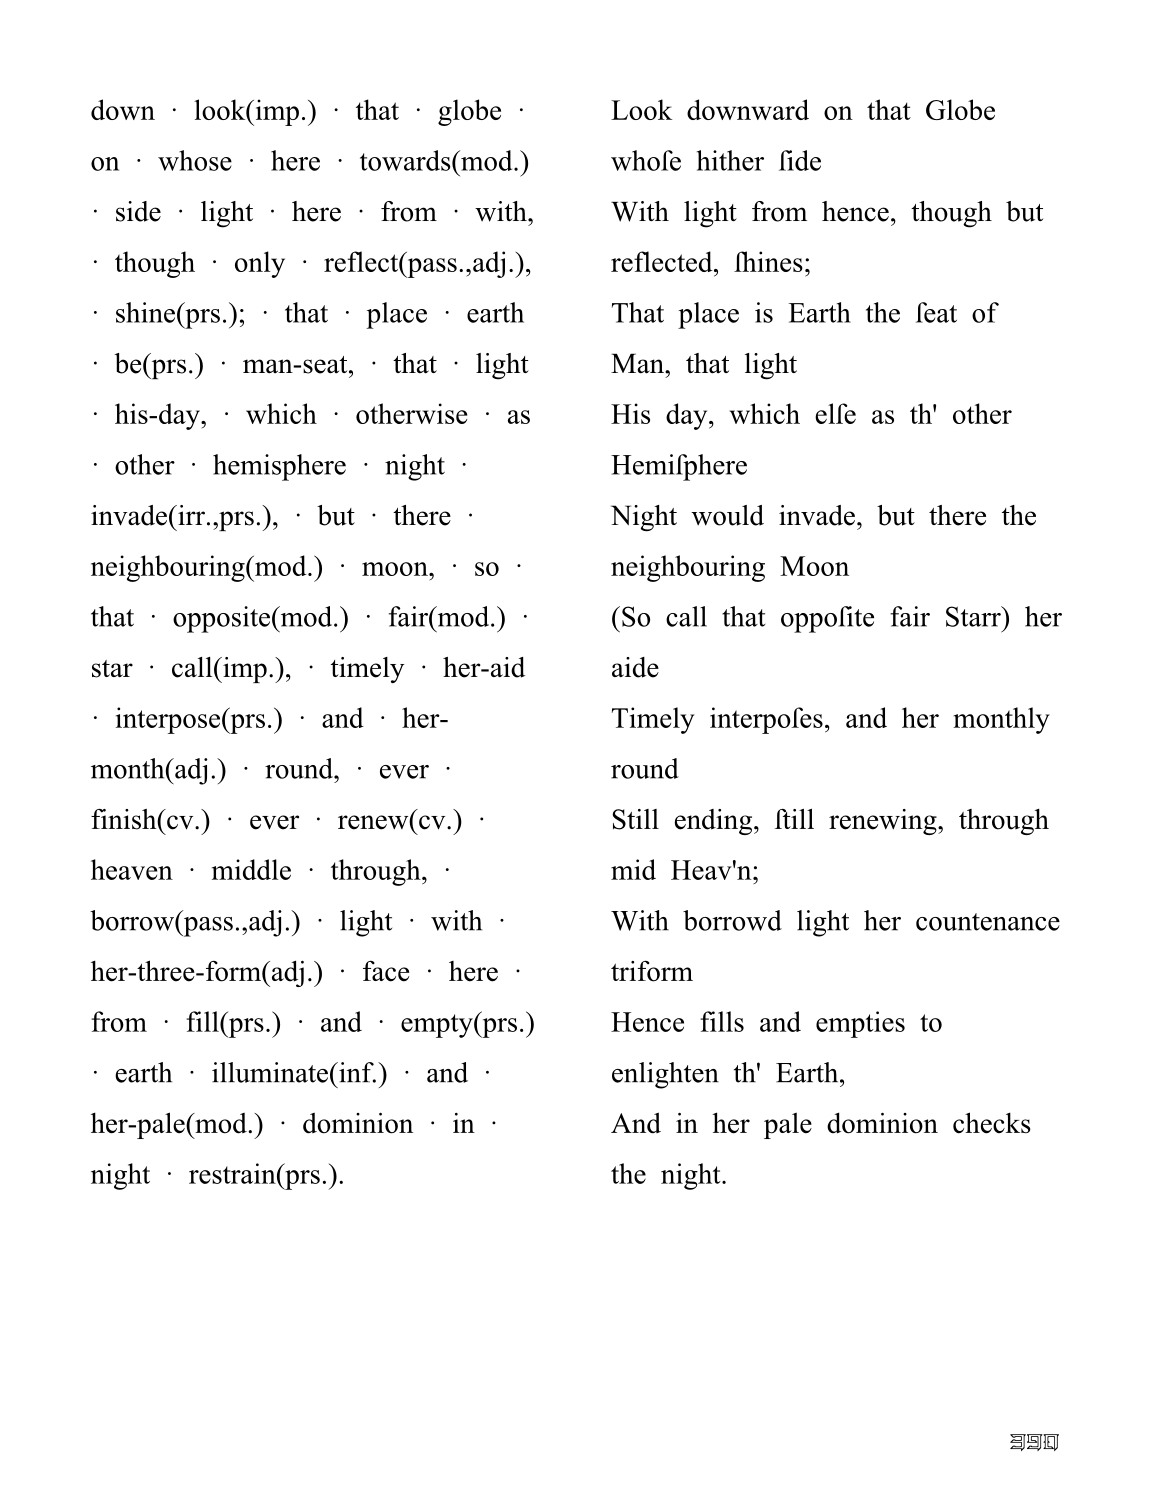 down · look(imp.) · that · globe ·
on · whose · here · towards(mod.)
· side · light · here · from · with,
· though · only · reflect(pass.,adj.),
· shine(prs.); · that · place · earth
· be(prs.) · man-seat, · that · light
· his-day, · which · otherwise · as
· other · hemisphere · night ·
invade(irr.,prs.), · but · there ·
neighbouring(mod.) · moon, · so ·
that · opposite(mod.) · fair(mod.) ·
star · call(imp.), · timely · her-aid
· interpose(prs.) · and · her-
month(adj.) · round, · ever ·
finish(cv.) · ever · renew(cv.) ·
heaven · middle · through, ·
borrow(pass.,adj.) · light · with ·
her-three-form(adj.) · face · here ·
from · fill(prs.) · and · empty(prs.)
· earth · illuminate(inf.) · and ·
her-pale(mod.) · dominion · in ·
night · restrain(prs.).
Look downward on that Globe
whoſe hither ſide
With light from hence, though but
reflected, ſhines;
That place is Earth the ſeat of
Man, that light
His day, which elſe as th' other
Hemiſphere
Night would invade, but there the
neighbouring Moon
(So call that oppoſite fair Starr) her
aide
Timely interpoſes, and her monthly
round
Still ending, ſtill renewing, through
mid Heav'n;
With borrowd light her countenance
triform
Hence fills and empties to
enlighten th' Earth,
And in her pale dominion checks
the night.